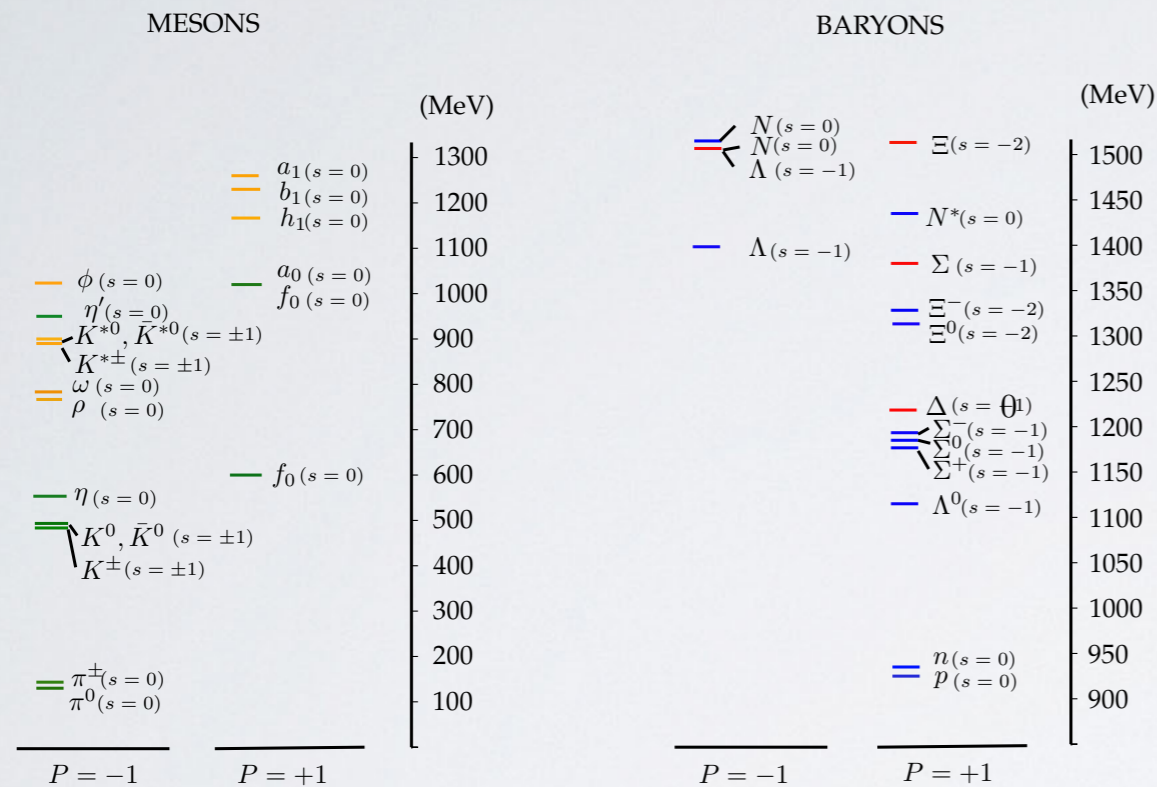 MESONS
(MeV)
1300
1200
1100
1000
900
800
700
600
500
400
300
200
100
a₁(s = 0)
b₁(s = 0)
h₁(s = 0)
a₀(s = 0)
f₀(s = 0)
f₀(s = 0)
ϕ(s = 0)
η′(s = 0)
K*⁰, K̄*⁰(s = ±1)
K*±(s = ±1)
ω(s = 0)
ρ (s = 0)
η(s = 0)
K⁰, K̄⁰(s = ±1)
K±(s = ±1)
π±(s = 0)
π⁰(s = 0)
P = −1
P = +1
BARYONS
(MeV)
1500
1450
1400
1350
1300
1250
1200
1150
1100
1000
950
900
N(s = 0)
N(s = 0)
Λ (s = −1)
Λ(s = −1)
Ξ(s = −2)
N*(s = 0)
Σ (s = −1)
Ξ⁻(s = −2)
Ξ⁰(s = −2)
Δ(s =
Σ⁻(s = −1)
Σ⁰(s = −1)
Σ⁺(s = −1)
Λ⁰(s = −1)
n(s = 0)
p(s = 0)
P = −1
P = +1